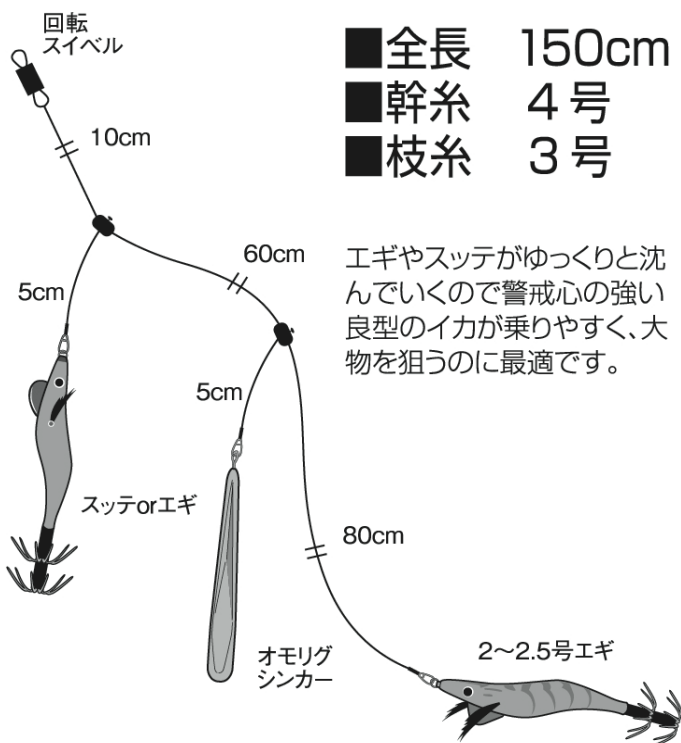 回転
スイベル
■全長 150cm
■幹糸 4号
■枝糸 3号
10cm
60cm
エギやスッテがゆっくりと沈
んでいくので警戒心の強い
良型のイカが乗りやすく、大
物を狙うのに最適です。
5cm
5cm
スッテorエギ
80cm
オモリグ
シンカー
2〜2.5号エギ